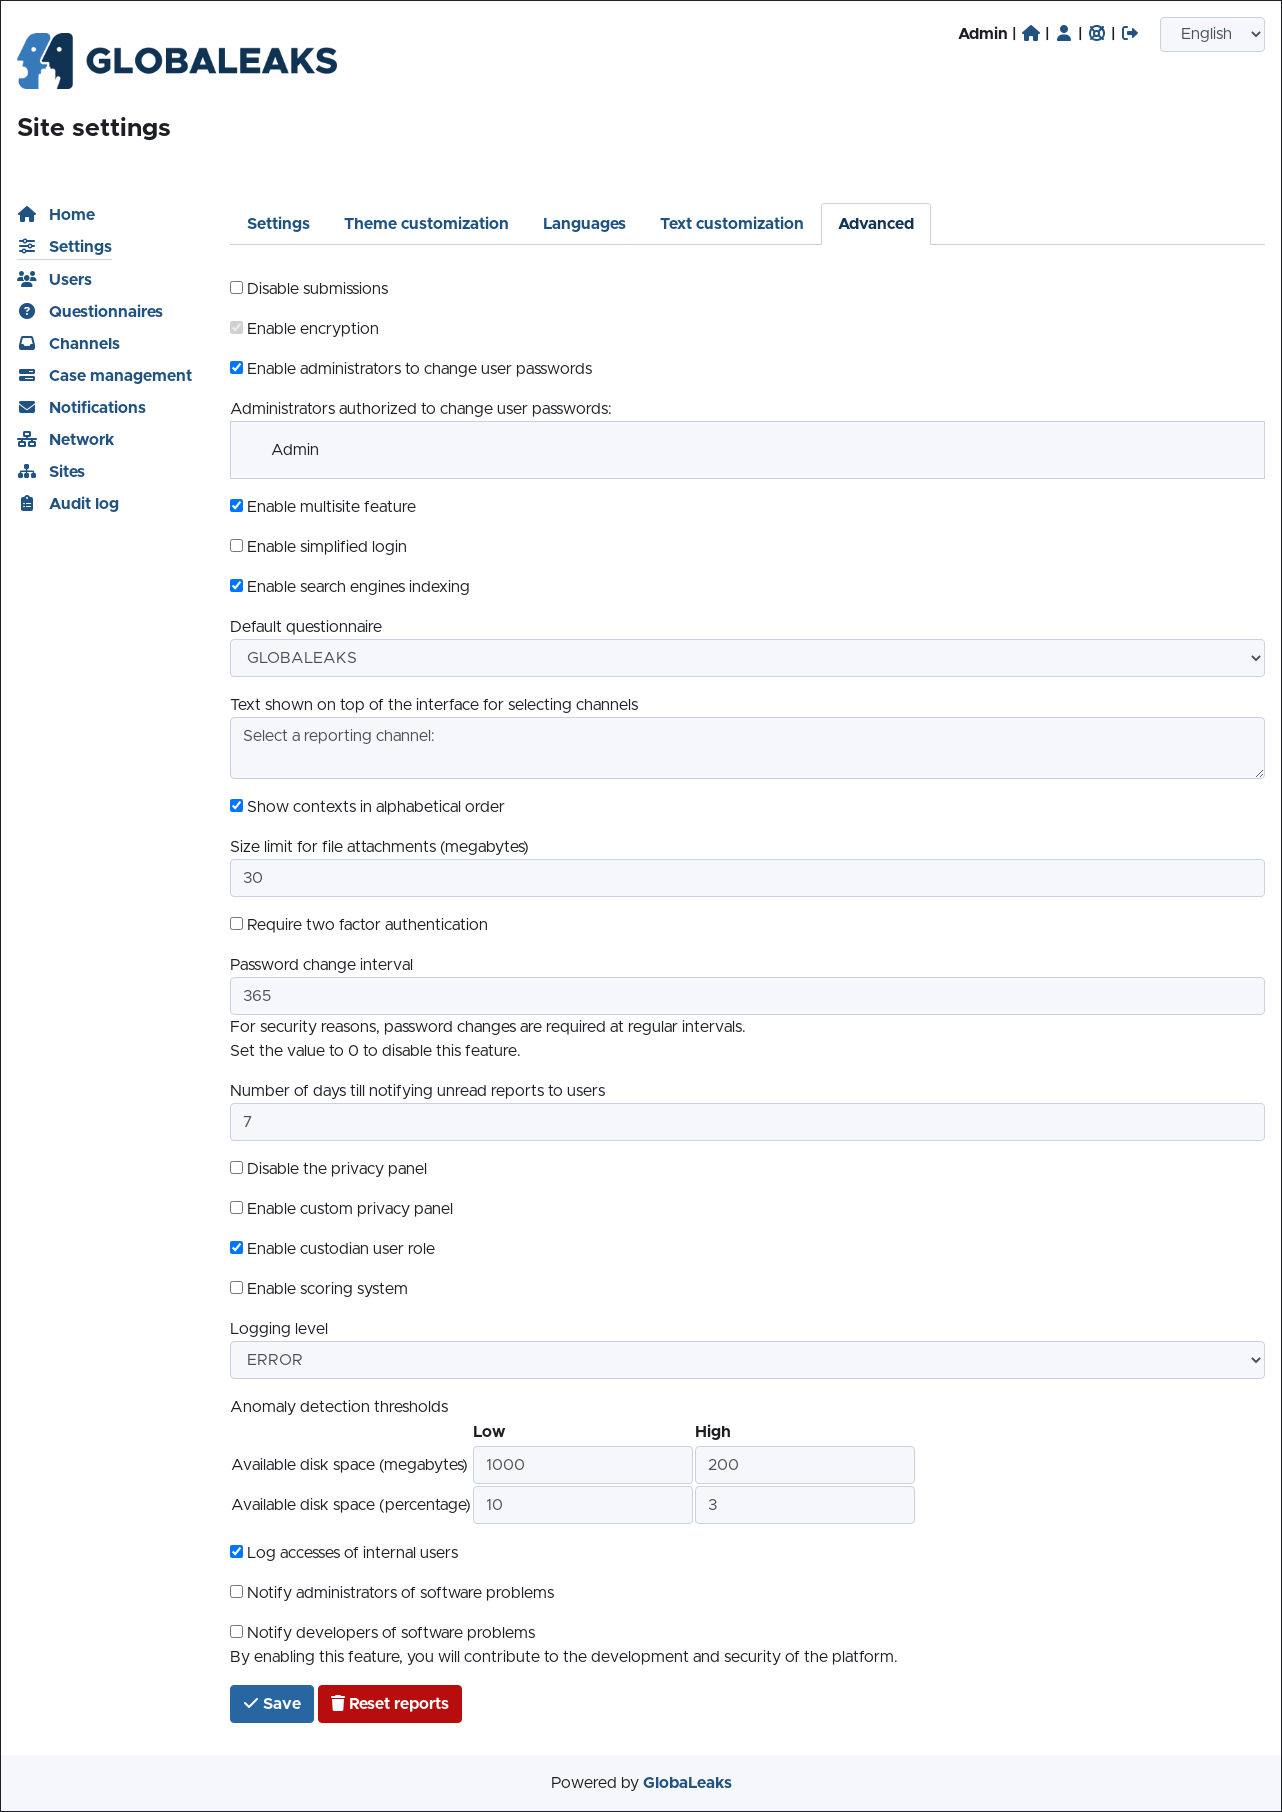 Admin | | | |
English
GLOBALEAKS
Site settings
Home
Settings
Users
Questionnaires
Channels
Case management
Notifications
Network
Sites
Audit log
Settings
Theme customization
Languages
Text customization
Advanced
Disable submissions
Enable encryption
Enable administrators to change user passwords
Administrators authorized to change user passwords:
Admin
Enable multisite feature
Enable simplified login
Enable search engines indexing
Default questionnaire
GLOBALEAKS
Text shown on top of the interface for selecting channels
Select a reporting channel:
Show contexts in alphabetical order
Size limit for file attachments (megabytes)
30
Require two factor authentication
Password change interval
365
For security reasons, password changes are required at regular intervals.
Set the value to 0 to disable this feature.
Number of days till notifying unread reports to users
7
Disable the privacy panel
Enable custom privacy panel
Enable custodian user role
Enable scoring system
Logging level
ERROR
Anomaly detection thresholds
Low High
Available disk space (megabytes) 1000 200
Available disk space (percentage) 10 3
Log accesses of internal users
Notify administrators of software problems
Notify developers of software problems
By enabling this feature, you will contribute to the development and security of the platform.
Save
Reset reports
Powered by GlobaLeaks